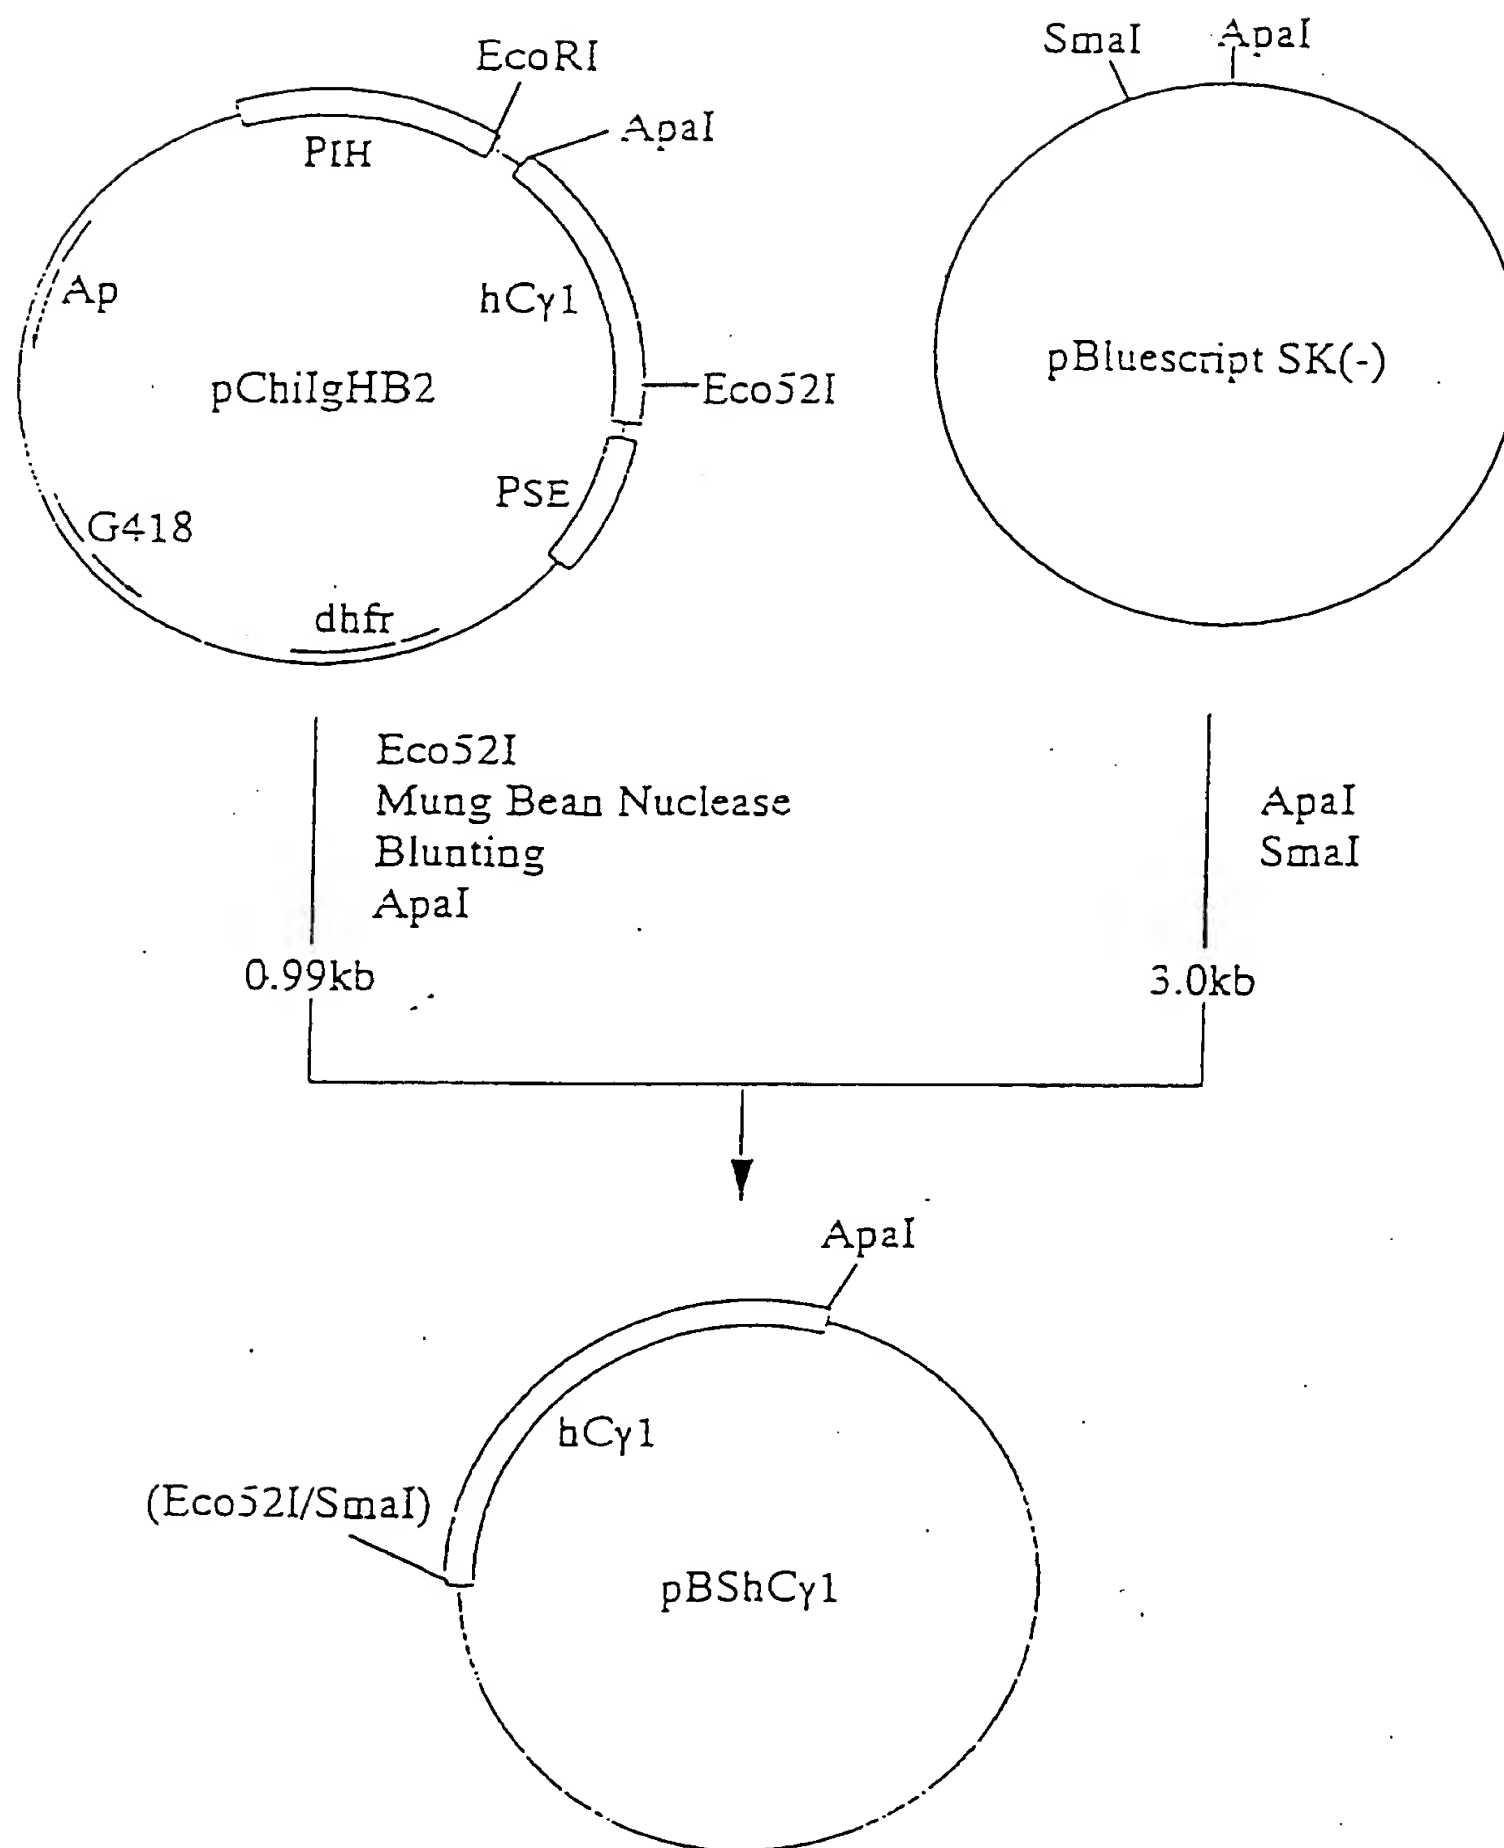 EcoRI
ApaI
PIH
Ap
hCγ1
pChiIgHB2
Eco52I
PSE
G418
dhfr
SmaI
ApaI
pBluescript SK(-)
Eco52I
Mung Bean Nuclease
Blunting
ApaI
0.99kb
ApaI
SmaI
3.0kb
ApaI
hCγ1
(Eco52I/SmaI)
pBShCγ1